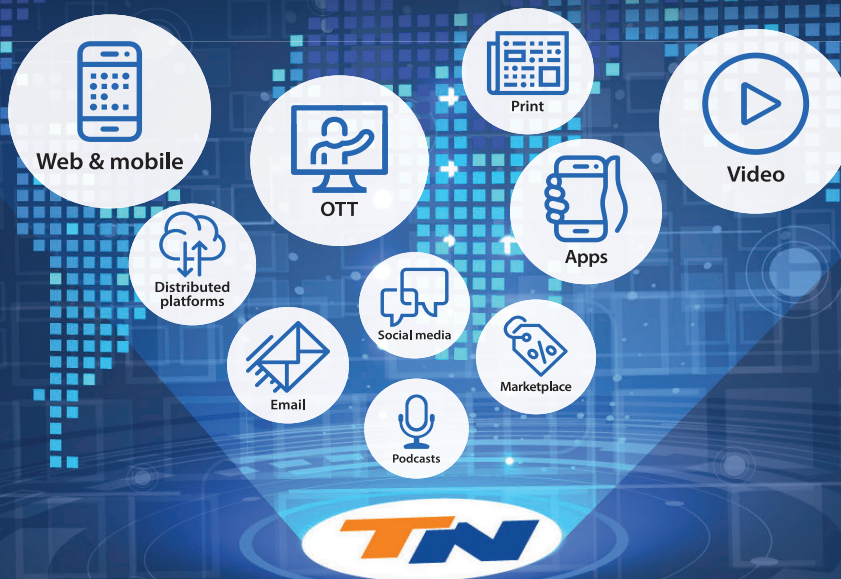 Print
Web & mobile
Video
OTT
Apps
Distributed
platforms
Social media
Marketplace
Email
Podcasts
TN